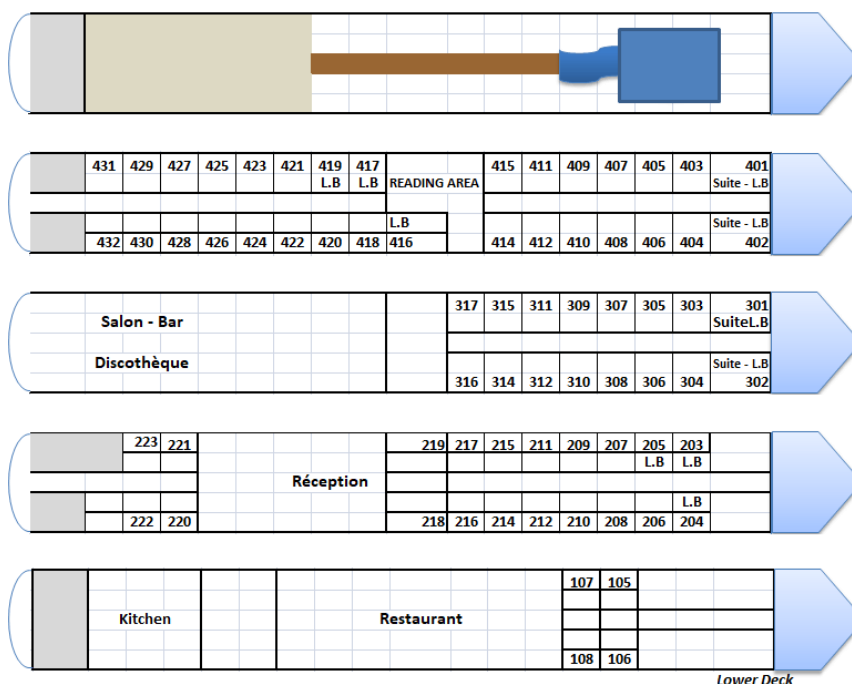 431 429 427 425 423 421 419 417 415 411 409 407 405 403 401
L.B L.B READING AREA Suite - L.B
L.B Suite - L.B
432 430 428 426 424 422 420 418 416 414 412 410 408 406 404 402
317 315 311 309 307 305 303 301
Salon - Bar SuiteL.B
Discothèque Suite - L.B
316 314 312 310 308 306 304 302
223 221 219 217 215 211 209 207 205 203
L.B L.B
Réception
L.B
222 220 218 216 214 212 210 208 206 204
107 105
Kitchen Restaurant
108 106
Lower Deck